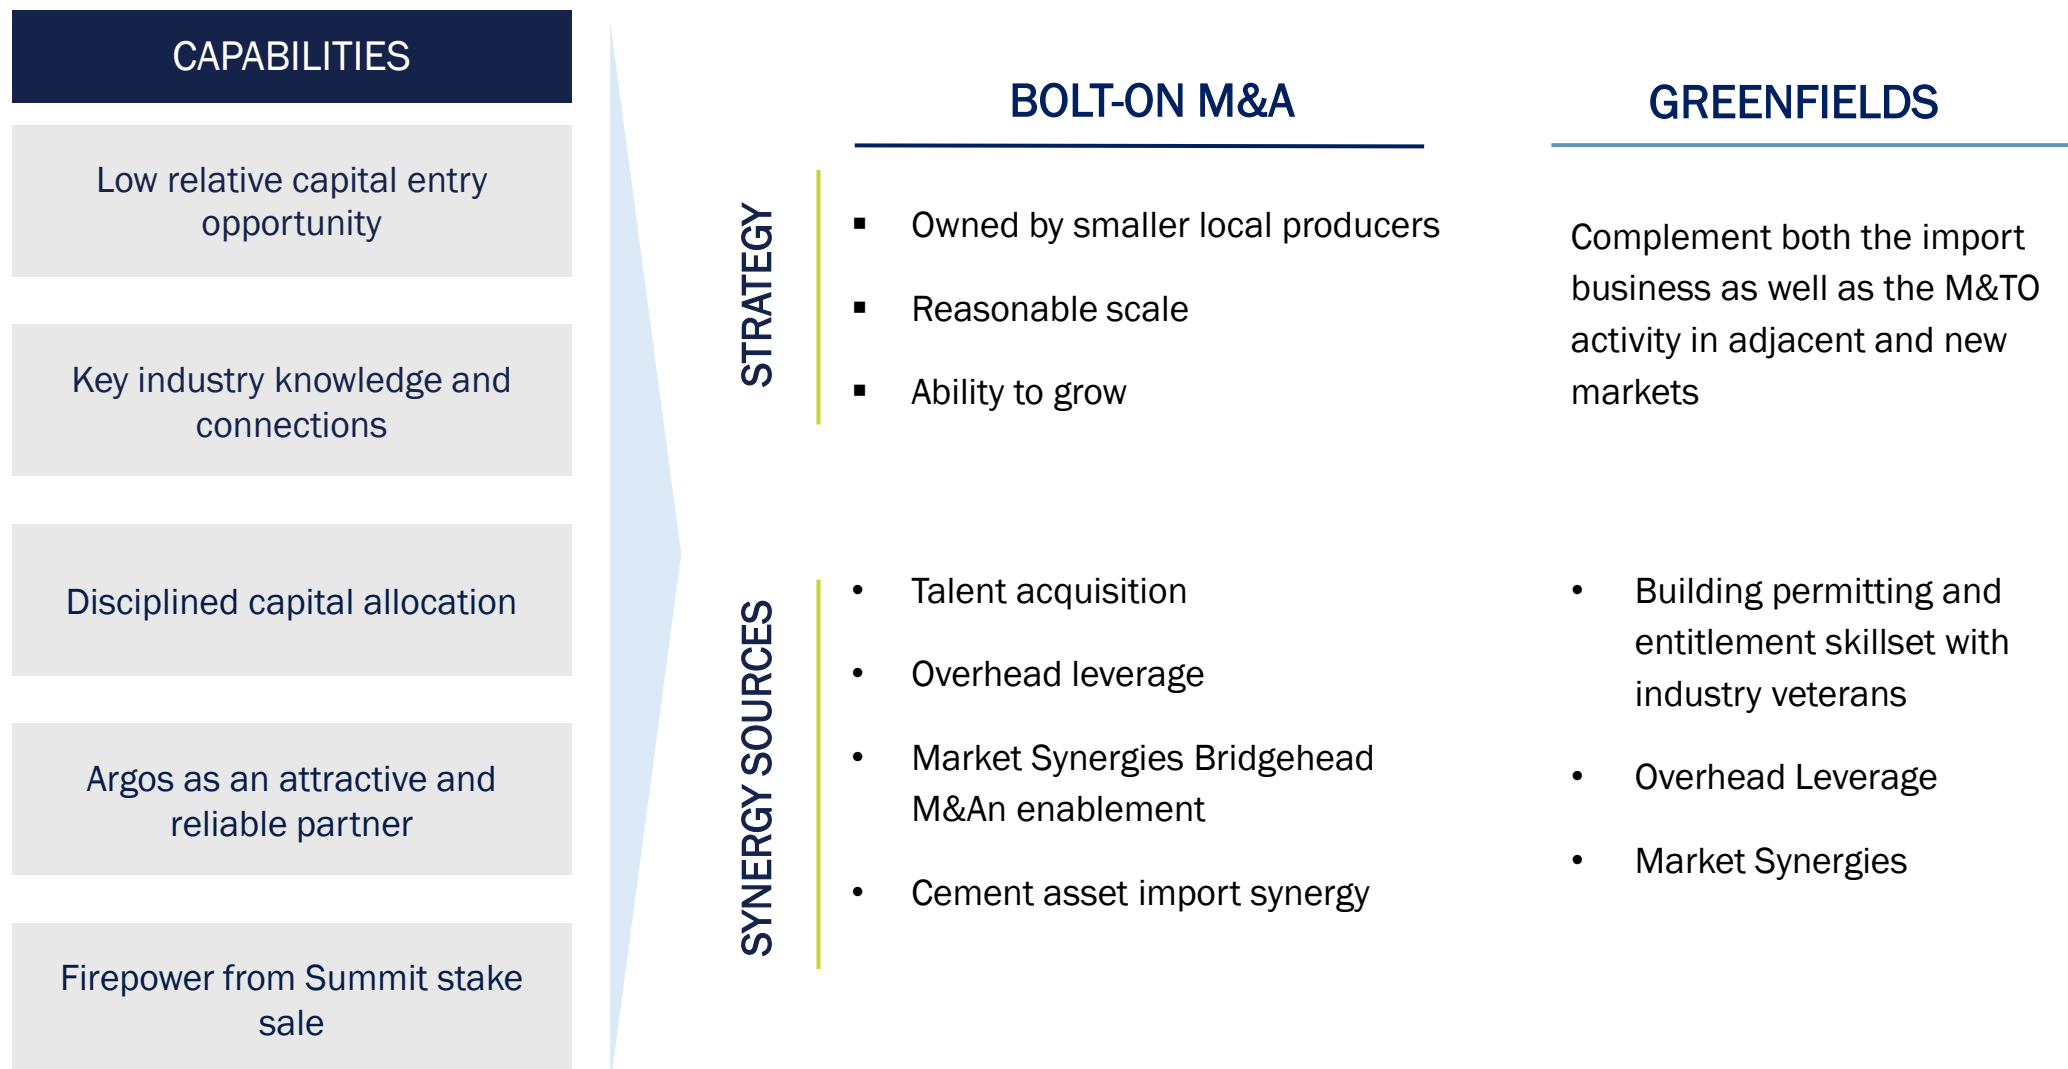 CAPABILITIES
Low relative capital entry
opportunity
Key industry knowledge and
connections
Disciplined capital allocation
Argos as an attractive and
reliable partner
Firepower from Summit stake
sale
BOLT-ON M&A
GREENFIELDS
STRATEGY
▪ Owned by smaller local producers
▪ Reasonable scale
▪ Ability to grow
Complement both the import
business as well as the M&TO
activity in adjacent and new
markets
SYNERGY SOURCES
• Talent acquisition
• Overhead leverage
• Market Synergies Bridgehead
M&An enablement
• Cement asset import synergy
• Building permitting and
entitlement skillset with
industry veterans
• Overhead Leverage
• Market Synergies